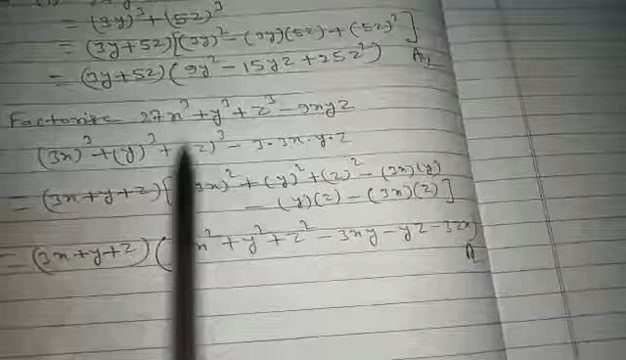 = (3y)³ + (5z)³
= (3y+5z)[(3y)² - (3y)(5z) + (5z)²]
= (3y+5z)(9y² - 15yz + 25z²)
Factorise 27x³ + y³ + z³ - 9xyz
(3x)³ + (y)³ + z)³ - 3·3x·y·z
= (3x+y+z)[3x)² + (y)² + (z)² - (3x)(y)
- (y)(z) - (3x)(z)]
= (3x+y+z)(x² + y² + z² - 3xy - yz - 3zx